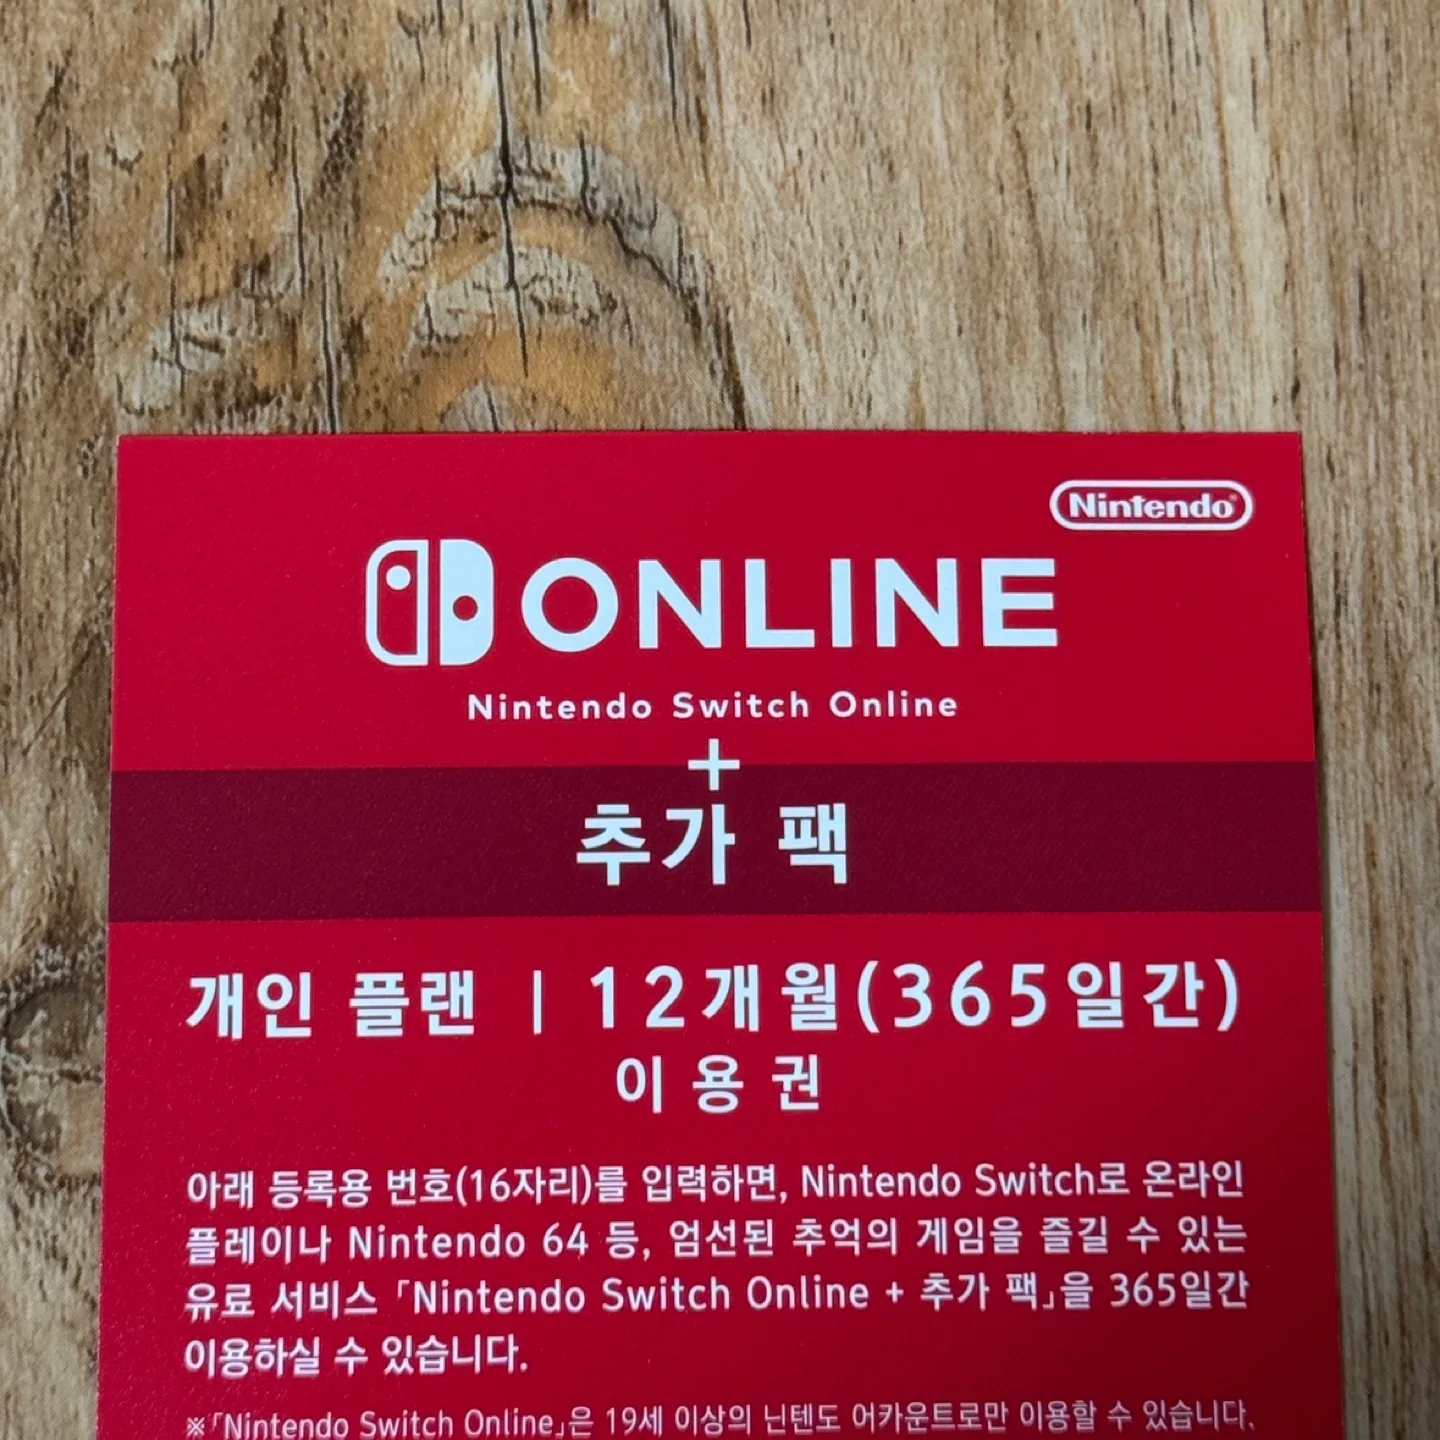 Nintendo
ONLINE
Nintendo Switch Online
+
추가 팩
개인 플랜 | 12개월(365일간)
이용권
아래 등록용 번호(16자리)를 입력하면, Nintendo Switch로 온라인
플레이나 Nintendo 64 등, 엄선된 추억의 게임을 즐길 수 있는
유료 서비스 「Nintendo Switch Online + 추가 팩」을 365일간
이용하실 수 있습니다.
※「Nintendo Switch Online」은 19세 이상의 닌텐도 어카운트로만 이용할 수 있습니다.